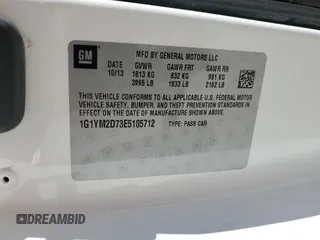 GM
MFD BY GENERAL MOTORS LLC
DATE GVWR GAWR FRT GAWR RR
10/13 1813 KG 832 KG 981 KG
3995 LB 1833 LB 2162 LB
THIS VEHICLE CONFORMS TO ALL APPLICABLE U.S. FEDERAL MOTOR
VEHICLE SAFETY, BUMPER, AND THEFT PREVENTION STANDARDS IN
EFFECT ON THE DATE OF MANUFACTURE SHOWN ABOVE.
1G1YM2D73E5105712 TYPE: PASS CAR
@DREAMBID